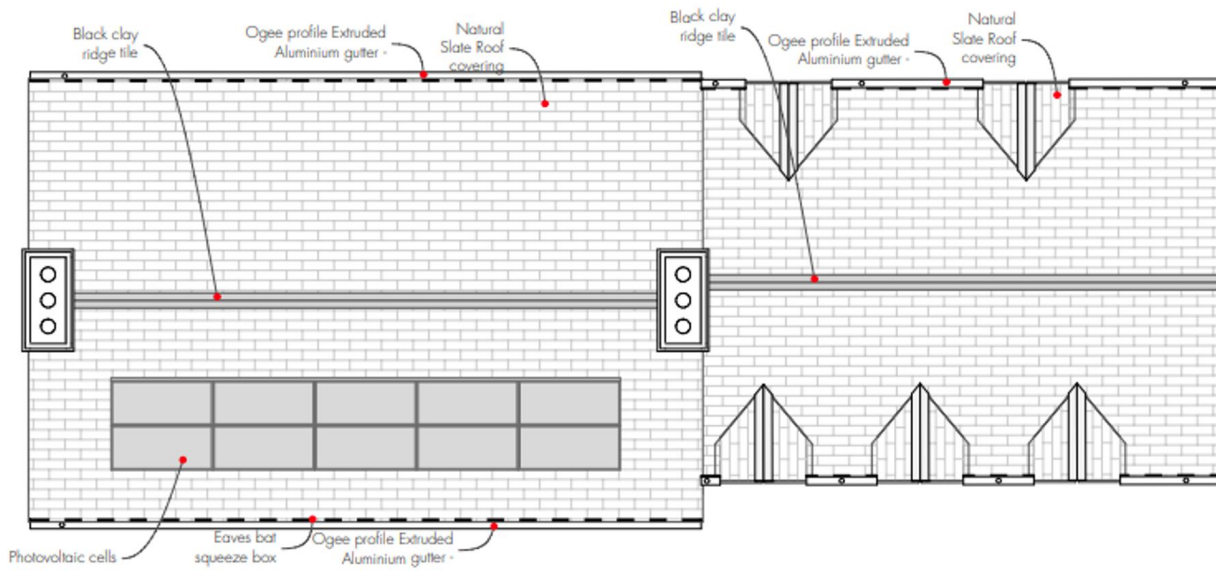 Black clay
ridge tile
Ogee profile Extruded
Aluminium gutter -
Natural
Slate Roof
covering
Black clay
ridge tile
Ogee profile Extruded
Aluminium gutter -
Natural
Slate Roof
covering
Photovoltaic cells
Eaves bat
squeeze box
Ogee profile Extruded
Aluminium gutter -